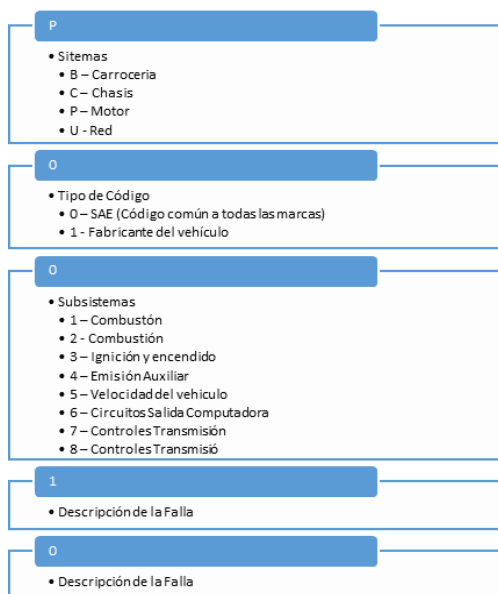 P
• Sitemas
• B – Carroceria
• C – Chasis
• P – Motor
• U - Red
0
• Tipo de Código
• 0 – SAE (Código común a todas las marcas)
• 1 - Fabricante del vehículo
0
• Subsistemas
• 1 – Combustón
• 2 - Combustión
• 3 – Ignición y encendido
• 4 – Emisión Auxiliar
• 5 – Velocidad del vehiculo
• 6 – Circuitos Salida Computadora
• 7 – Controles Transmisión
• 8 – Controles Transmisió
1
• Descripción de la Falla
0
• Descripción de la Falla